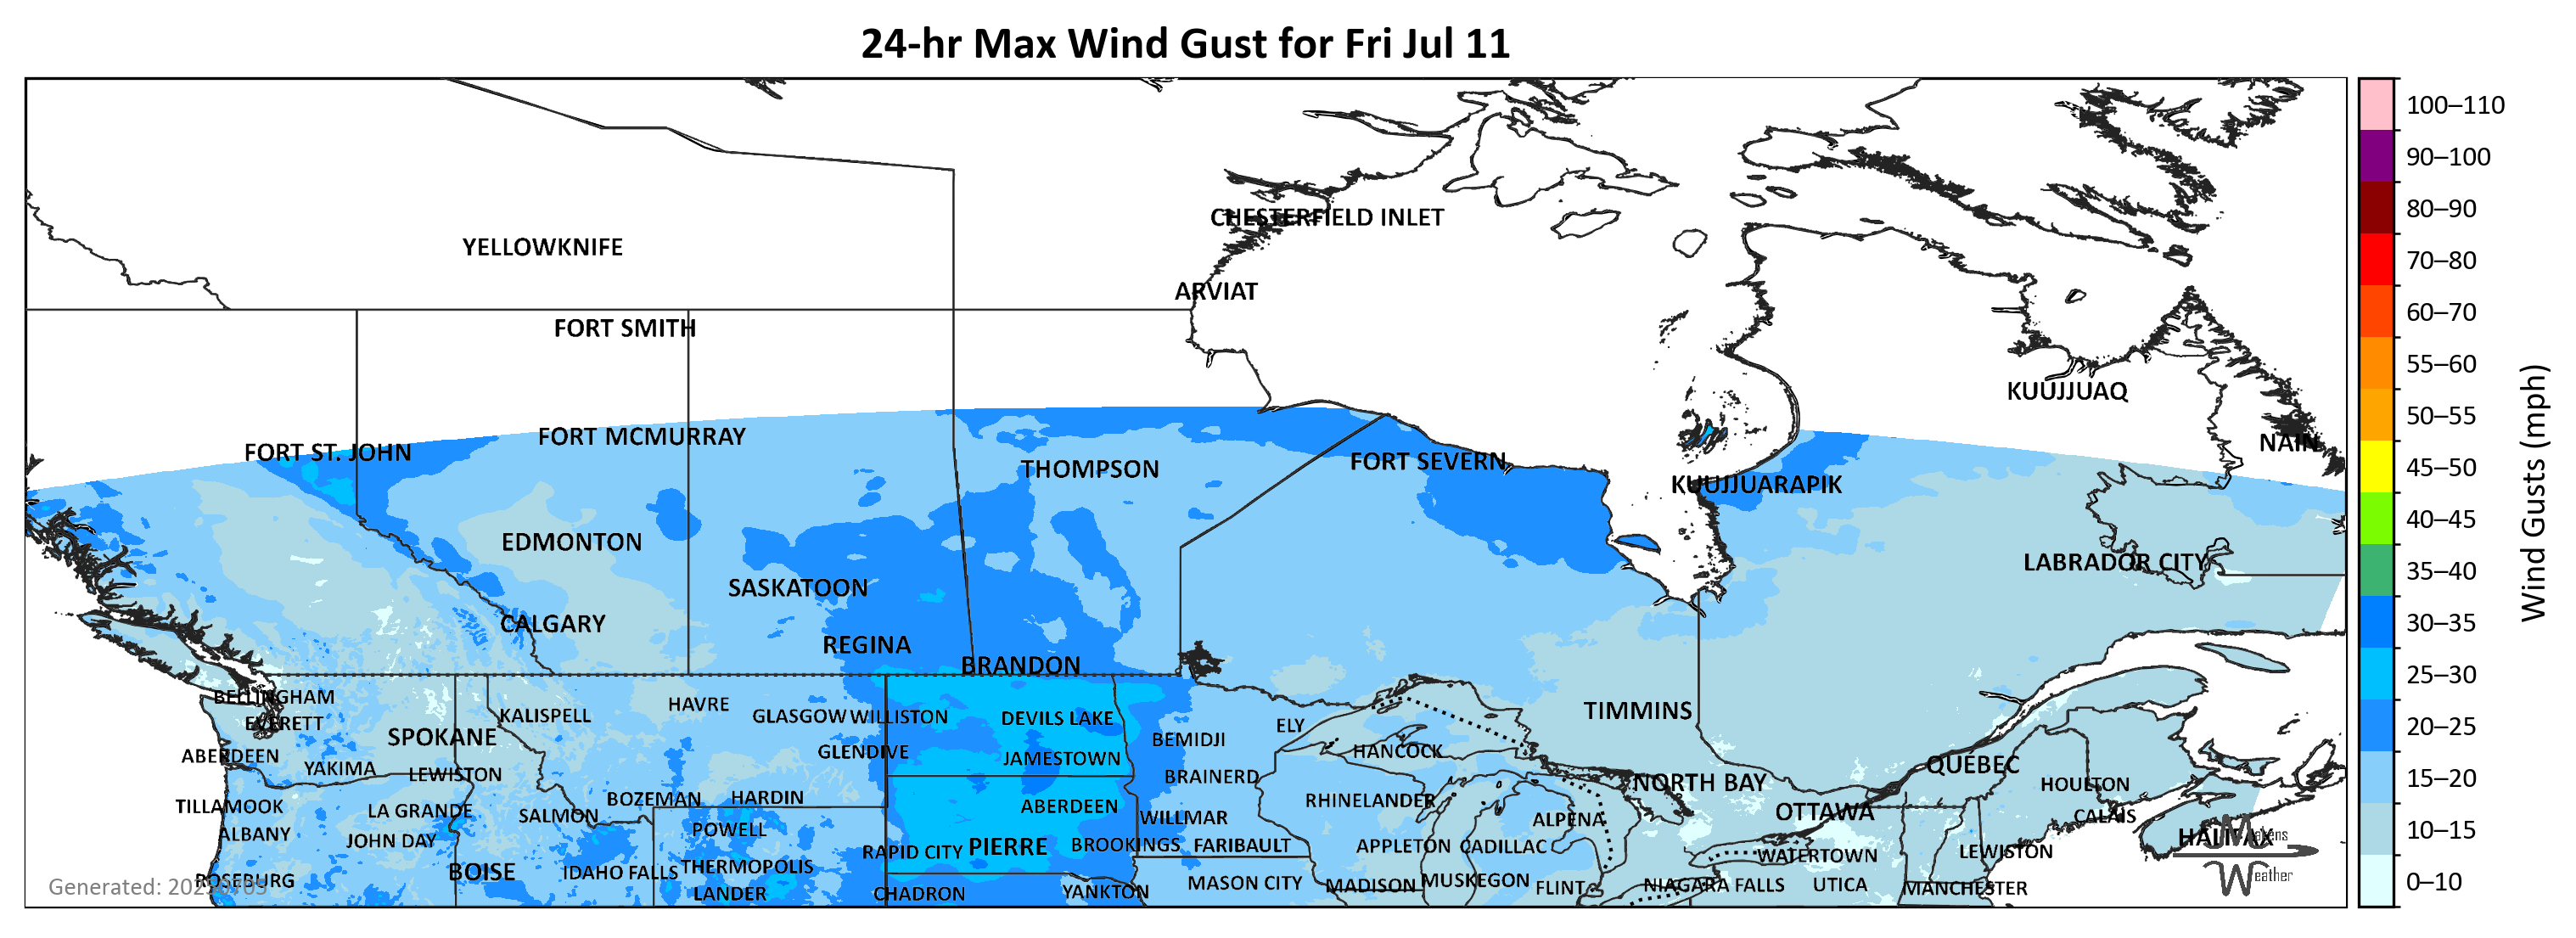 24-hr Max Wind Gust for Fri Jul 11
100–110
90–100
80–90
CHESTERFIELD INLET
YELLOWKNIFE
70–80
ARVIAT
60–70
FORT SMITH
55–60
KUUJJUAQ
50–55
FORT MCMURRAY
NAIN
FORT ST. JOHN
FORT SEVERN
45–50
THOMPSON
KUUJJUARAPIK
40–45
EDMONTON
LABRADOR CITY
35–40
SASKATOON
Wind Gusts (mph)
CALGARY
30–35
REGINA
BRANDON
25–30
BELLINGHAM
HAVRE
TIMMINS
KALISPELL
GLASGOW WILLISTON
DEVILS LAKE
EVERETT
ELY
20–25
SPOKANE
BEMIDJI
GLENDIVE
HANCOCK
ABERDEEN
JAMESTOWN
QUÉBEC
YAKIMA
LEWISTON
BRAINERD
15–20
NORTH BAY
HOULTON
BOZEMAN
HARDIN
RHINELANDER
TILLAMOOK
LA GRANDE
ABERDEEN
OTTAWA
SALMON
CALAIS
WILLMAR
ALPENA
POWELL
10–15
ALBANY
HALIFAX
Makens
JOHN DAY
PIERRE
BROOKINGS
FARIBAULT
APPLETON
CADILLAC
RAPID CITY
LEWISTON
WATERTOWN
THERMOPOLIS
BOISE
IDAHO FALLS
Weather
ROSEBURG
MUSKEGON
0–10
MASON CITY
NIAGARA FALLS
UTICA
MADISON
Generated:
FLINT
MANCHESTER
YANKTON
LANDER
CHADRON